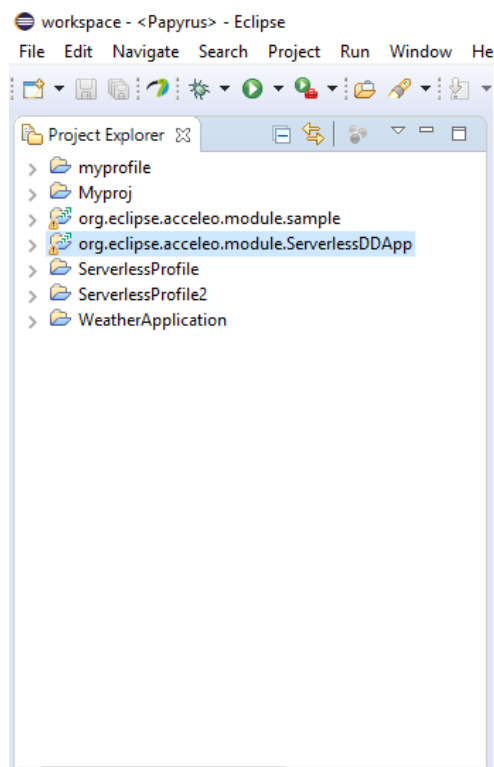 workspace - <Papyrus> - Eclipse
File Edit Navigate Search Project Run Window He
Project Explorer
myprofile
Myproj
org.eclipse.acceleo.module.sample
org.eclipse.acceleo.module.ServerlessDDApp
ServerlessProfile
ServerlessProfile2
WeatherApplication